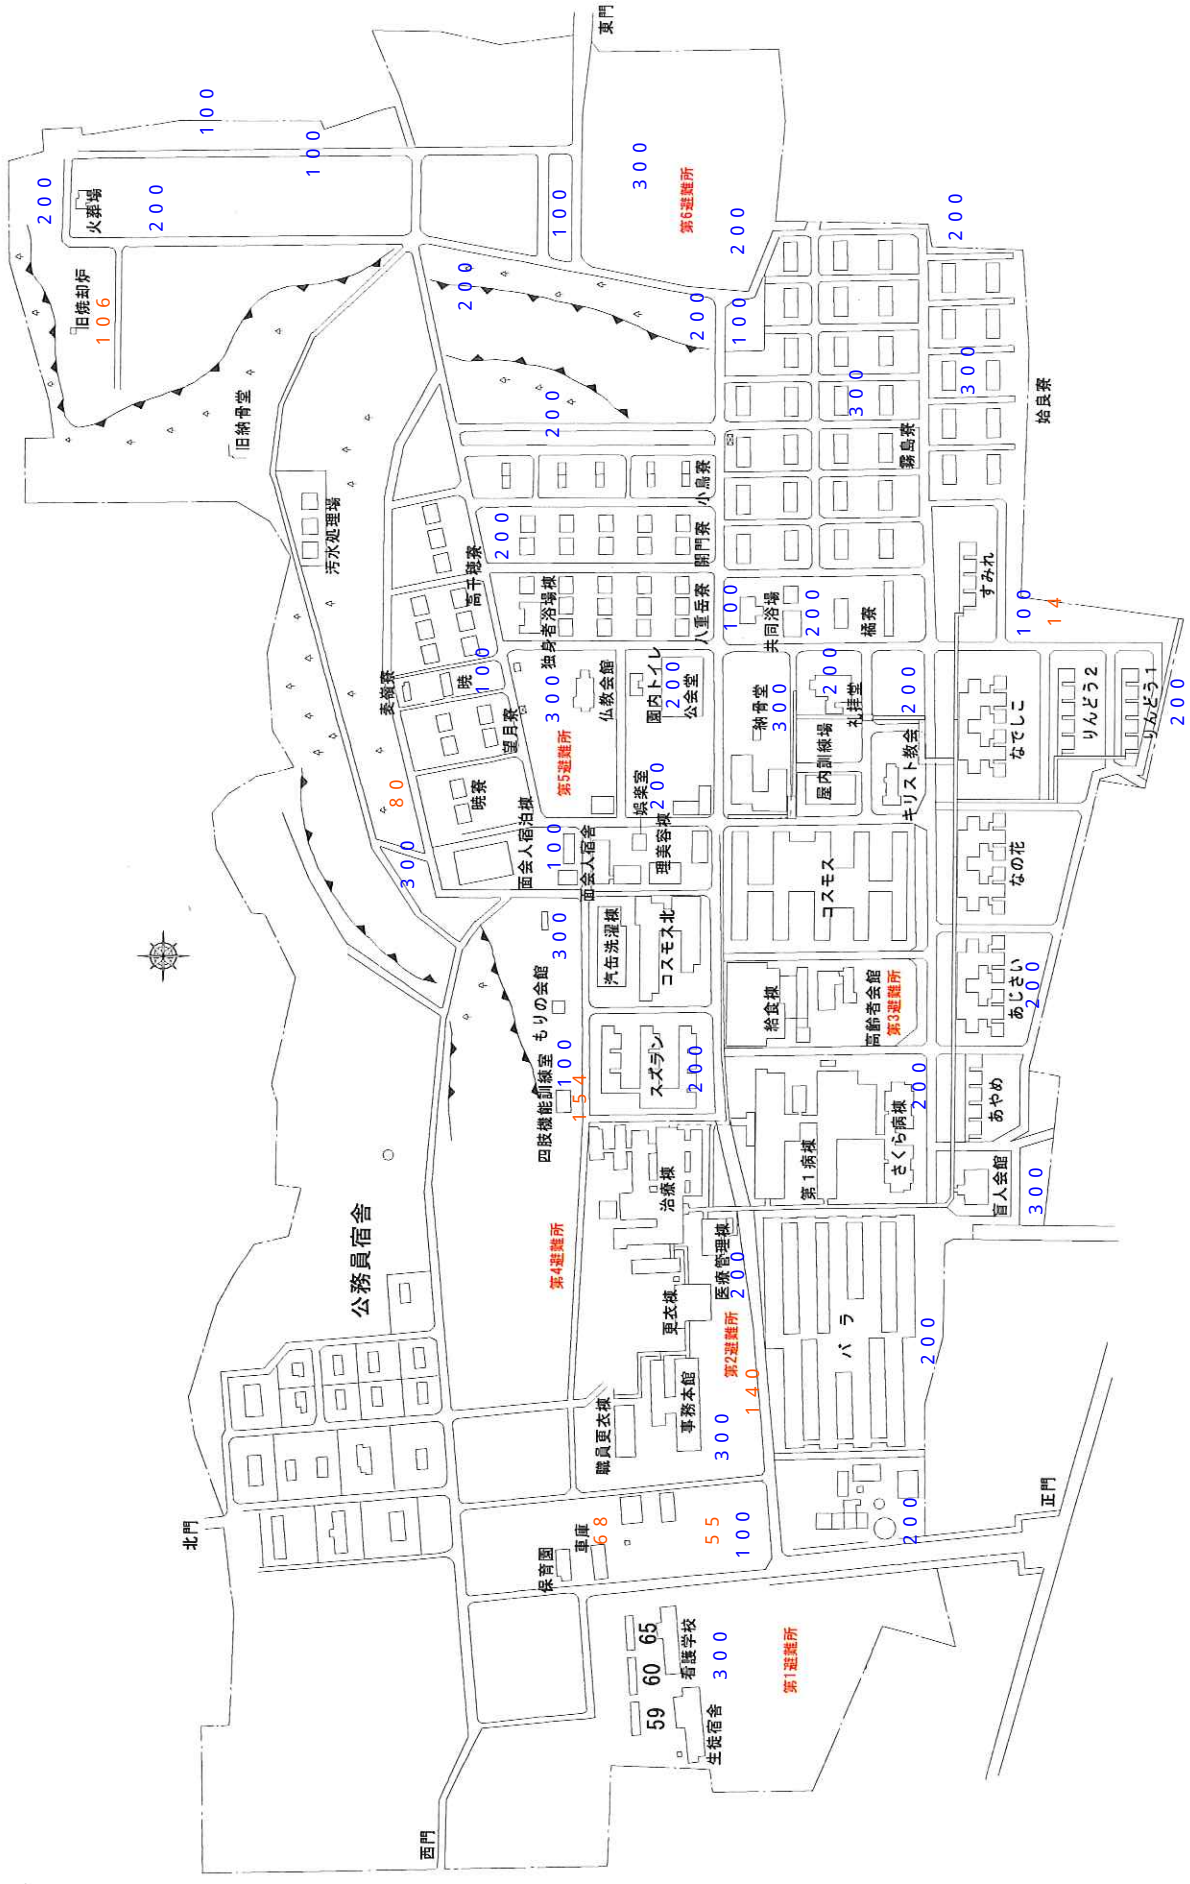 西門
北門
東門
正門
公務員宿舎
火葬場
旧焼却炉
106
旧納骨堂
汚水処理場
200
200
100
100
100
300
第6避難所
200
200
200
100
200
200
小鳥寮
開門寮
200
高千穂寮
独身者浴場棟
八重岳寮
麦嶺寮
暁
100
望月寮
暁寮
80
300
面会人宿泊棟
100
面会人宿舎
300
第5避難所
仏教会館
園内トイレ
公会堂
200
娯楽室
200
理美容棟
300
300
霧島寮
姶良寮
200
100
共同浴場
200
橘寮
すみれ
100
14
納骨堂
300
200
礼拝堂
屋内訓練場
200
キリスト教会
なでしこ
りんどう2
りんどう1
200
コスモス
なの花
汽缶洗濯棟
コスモス北
300
もりの会館
四肢機能訓練室
100
154
スズラン
200
給食棟
高齢者会館
第3避難所
あじさい
200
あやめ
第1病棟
さくら病棟
200
盲人会館
300
第4避難所
治療棟
医療管理棟
200
更衣棟
第2避難所
140
事務本館
職員更衣棟
300
バラ
200
200
保育園
車庫
68
55
100
59
60
65
看護学校
生徒宿舎
300
第1避難所